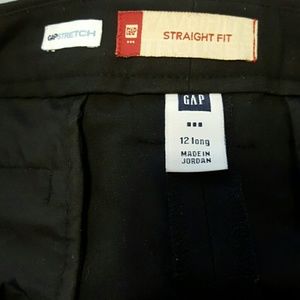 GAPSTRETCH
STRAIGHT FIT
GAP
12 long
MADE IN
JORDAN